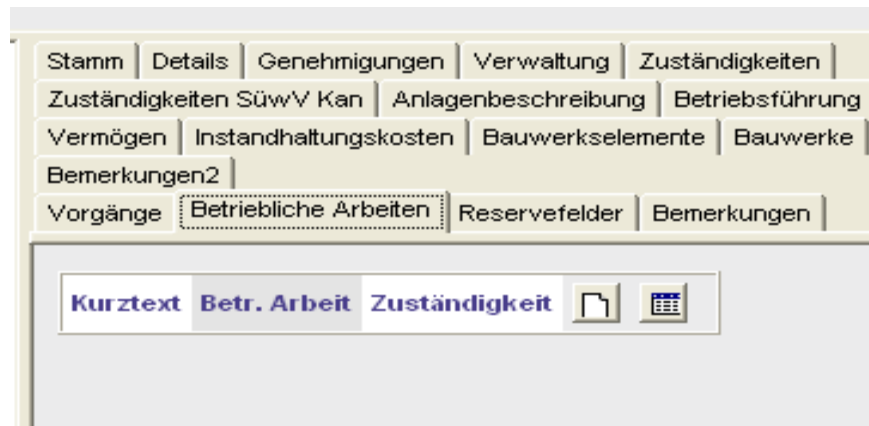 Stamm Details Genehmigungen Verwaltung Zuständigkeiten
Zuständigkeiten SüwV Kan Anlagenbeschreibung Betriebsführung
Vermögen Instandhaltungskosten Bauwerkselemente Bauwerke
Bemerkungen2
Vorgänge Betriebliche Arbeiten Reservefelder Bemerkungen
Kurztext Betr. Arbeit Zuständigkeit